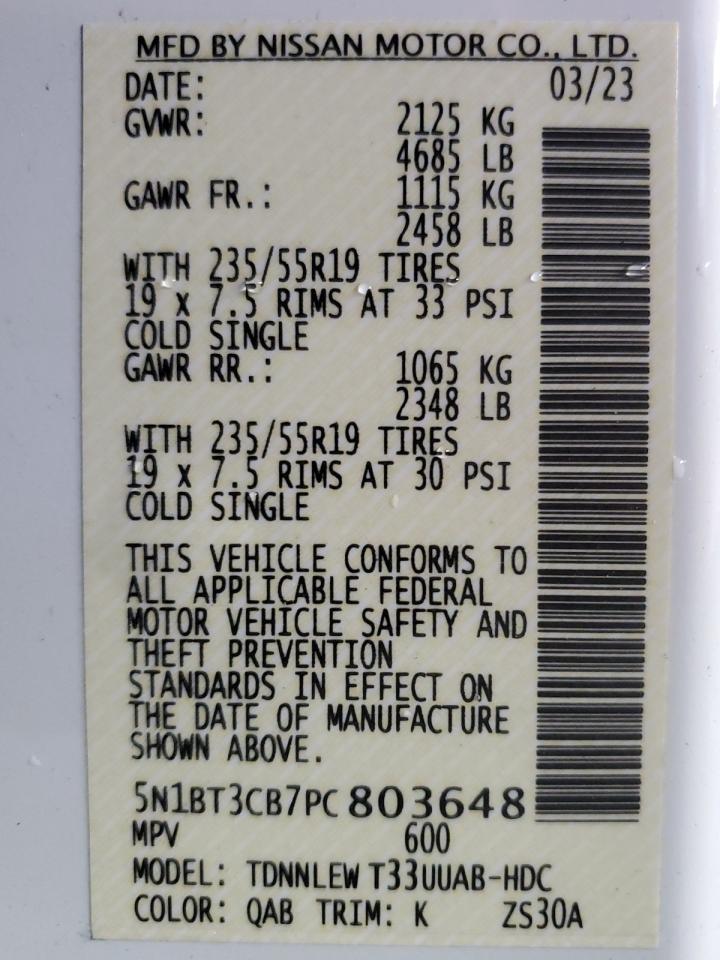 MFD BY NISSAN MOTOR CO., LTD.
DATE: 03/23
GVWR: 2125 KG
4685 LB
GAWR FR.: 1115 KG
2458 LB
WITH 235/55R19 TIRES
19 x 7.5 RIMS AT 33 PSI
COLD SINGLE
GAWR RR.: 1065 KG
2348 LB
WITH 235/55R19 TIRES
19 x 7.5 RIMS AT 30 PSI
COLD SINGLE
THIS VEHICLE CONFORMS TO
ALL APPLICABLE FEDERAL
MOTOR VEHICLE SAFETY AND
THEFT PREVENTION
STANDARDS IN EFFECT ON
THE DATE OF MANUFACTURE
SHOWN ABOVE.
5N1BT3CB7PC803648
MPV 600
MODEL: TDNNLEW T33UUAB-HDC
COLOR: QAB TRIM: K ZS30A